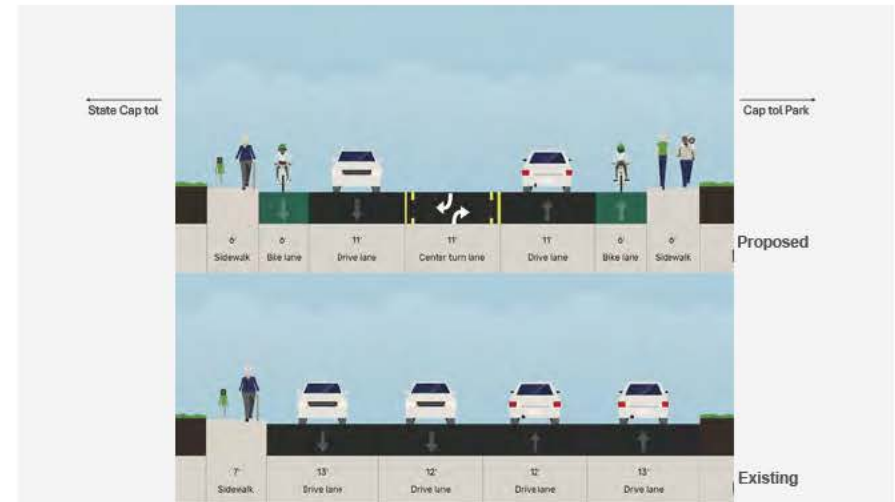 State Cap tol
Cap tol Park
6' 6' 11' 11' 11' 6' 6'
Sidewalk Bike lane Drive lane Center turn lane Drive lane Bike lane Sidewalk
Proposed
7' 13' 12' 12' 13'
Sidewalk Drive lane Drive lane Drive lane Drive lane
Existing